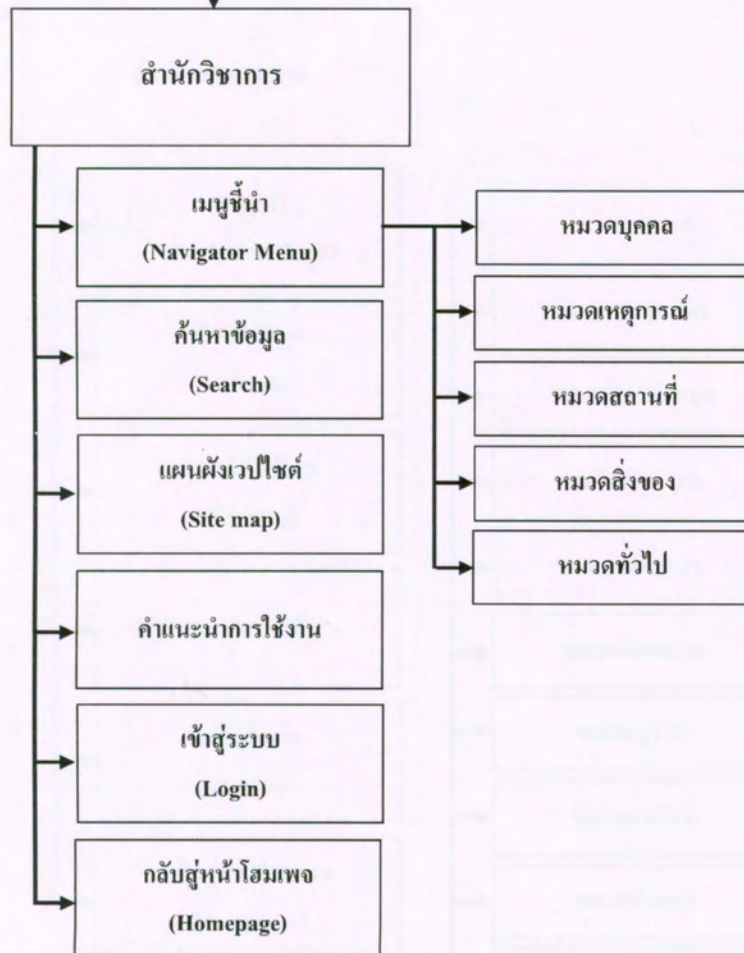 สำนักวิชาการ
เมนูชี้นำ
(Navigator Menu)
ค้นหาข้อมูล
(Search)
แผนผังเวปไซต์
(Site map)
คำแนะนำการใช้งาน
เข้าสู่ระบบ
(Login)
กลับสู่หน้าโฮมเพจ
(Homepage)
หมวดบุคคล
หมวดเหตุการณ์
หมวดสถานที่
หมวดสิ่งของ
หมวดทั่วไป